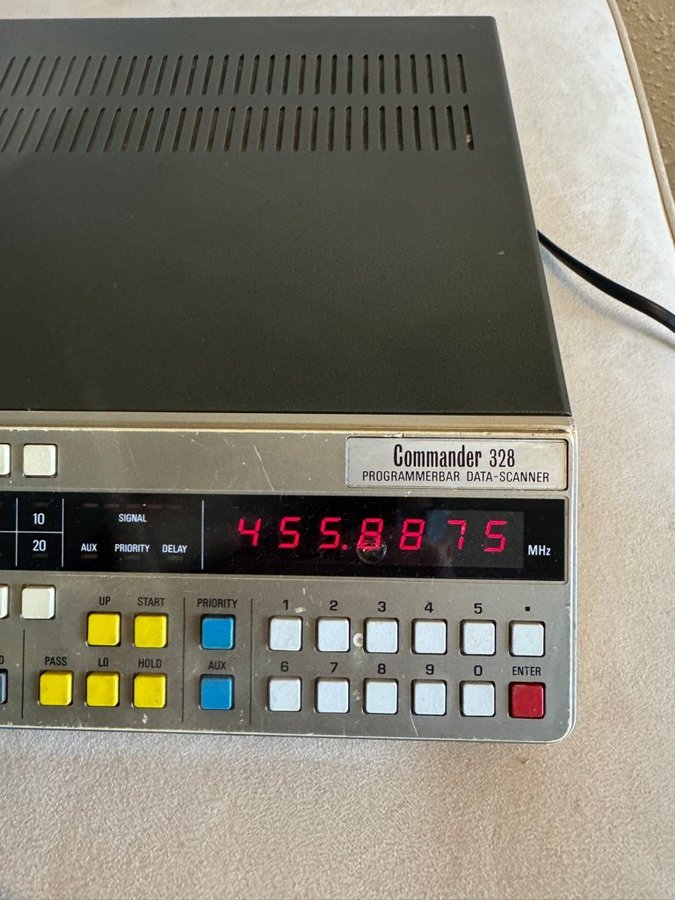 Commander 328
PROGRAMMERBAR DATA-SCANNER
10
SIGNAL
455.8875
MHz
20
AUX PRIORITY DELAY
UP START PRIORITY 1 2 3 4 5 .
PASS LO HOLD AUX 6 7 8 9 0 ENTER